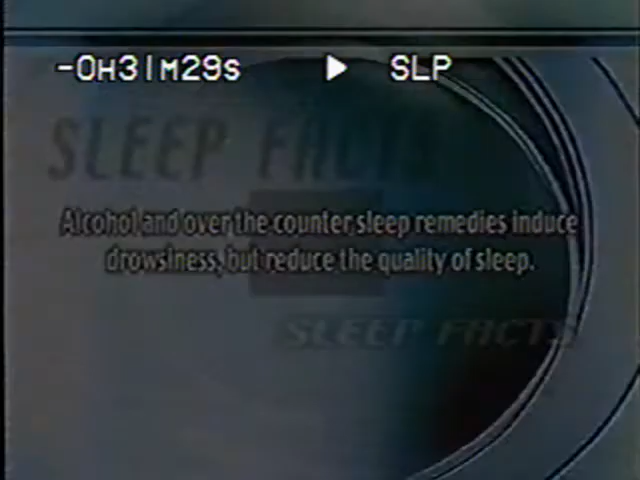 -0H31M29S ▶ SLP
SLEEP FACTS
Alcohol and over the counter sleep remedies induce
drowsiness, but reduce the quality of sleep.
SLEEP FACTS